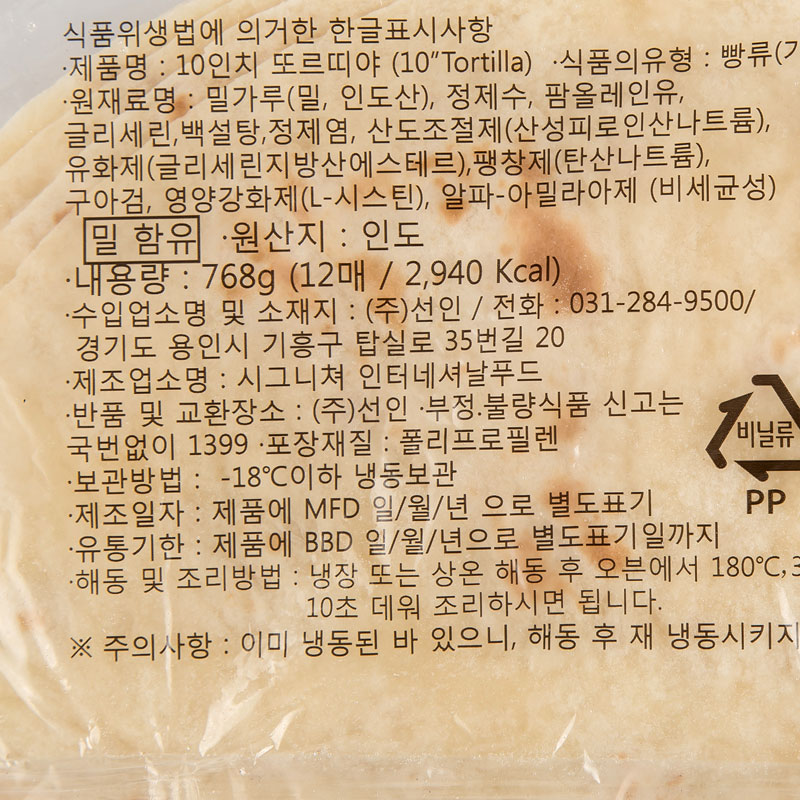 식품위생법에 의거한 한글표시사항
·제품명 : 10인치 또르띠야 (10"Tortilla) ·식품의유형 : 빵류(
·원재료명 : 밀가루(밀, 인도산), 정제수, 팜올레인유,
글리세린,백설탕,정제염, 산도조절제(산성피로인산나트륨),
유화제(글리세린지방산에스테르),팽창제(탄산나트륨),
구아검, 영양강화제(L-시스틴), 알파-아밀라아제 (비세균성)
밀 함유 ·원산지 : 인도
·내용량 : 768g (12매 / 2,940 Kcal)
·수입업소명 및 소재지 : (주)선인 / 전화 : 031-284-9500/
경기도 용인시 기흥구 탑실로 35번길 20
·제조업소명 : 시그니쳐 인터네셔날푸드
·반품 및 교환장소 : (주)선인 ·부정.불량식품 신고는
국번없이 1399 ·포장재질 : 폴리프로필렌
비닐류
PP
·보관방법 : -18℃이하 냉동보관
·제조일자 : 제품에 MFD 일/월/년 으로 별도표기
·유통기한 : 제품에 BBD 일/월/년으로 별도표기일까지
·해동 및 조리방법 : 냉장 또는 상온 해동 후 오븐에서 180℃,
10초 데워 조리하시면 됩니다.
※ 주의사항 : 이미 냉동된 바 있으니, 해동 후 재 냉동시키지